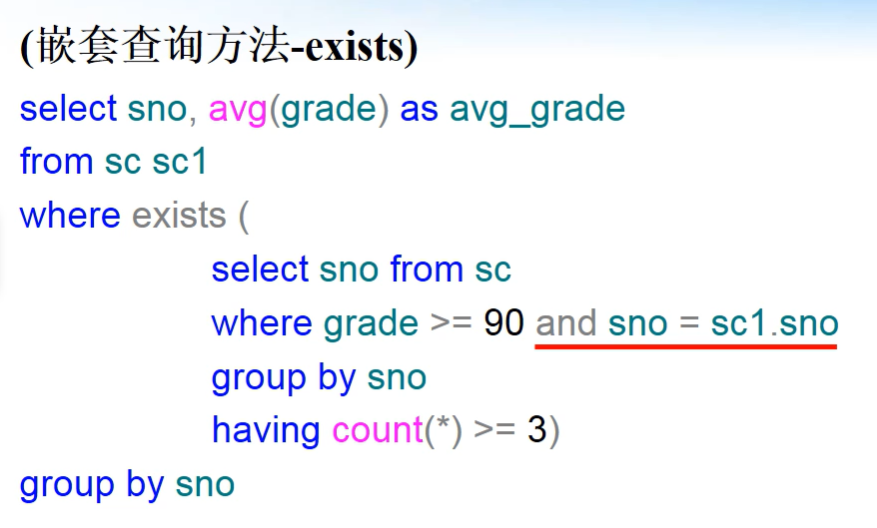 (嵌套查询方法-exists)
select sno, avg(grade) as avg_grade
from sc sc1
where exists (
select sno from sc
where grade >= 90 and sno = sc1.sno
group by sno
having count(*) >= 3)
group by sno